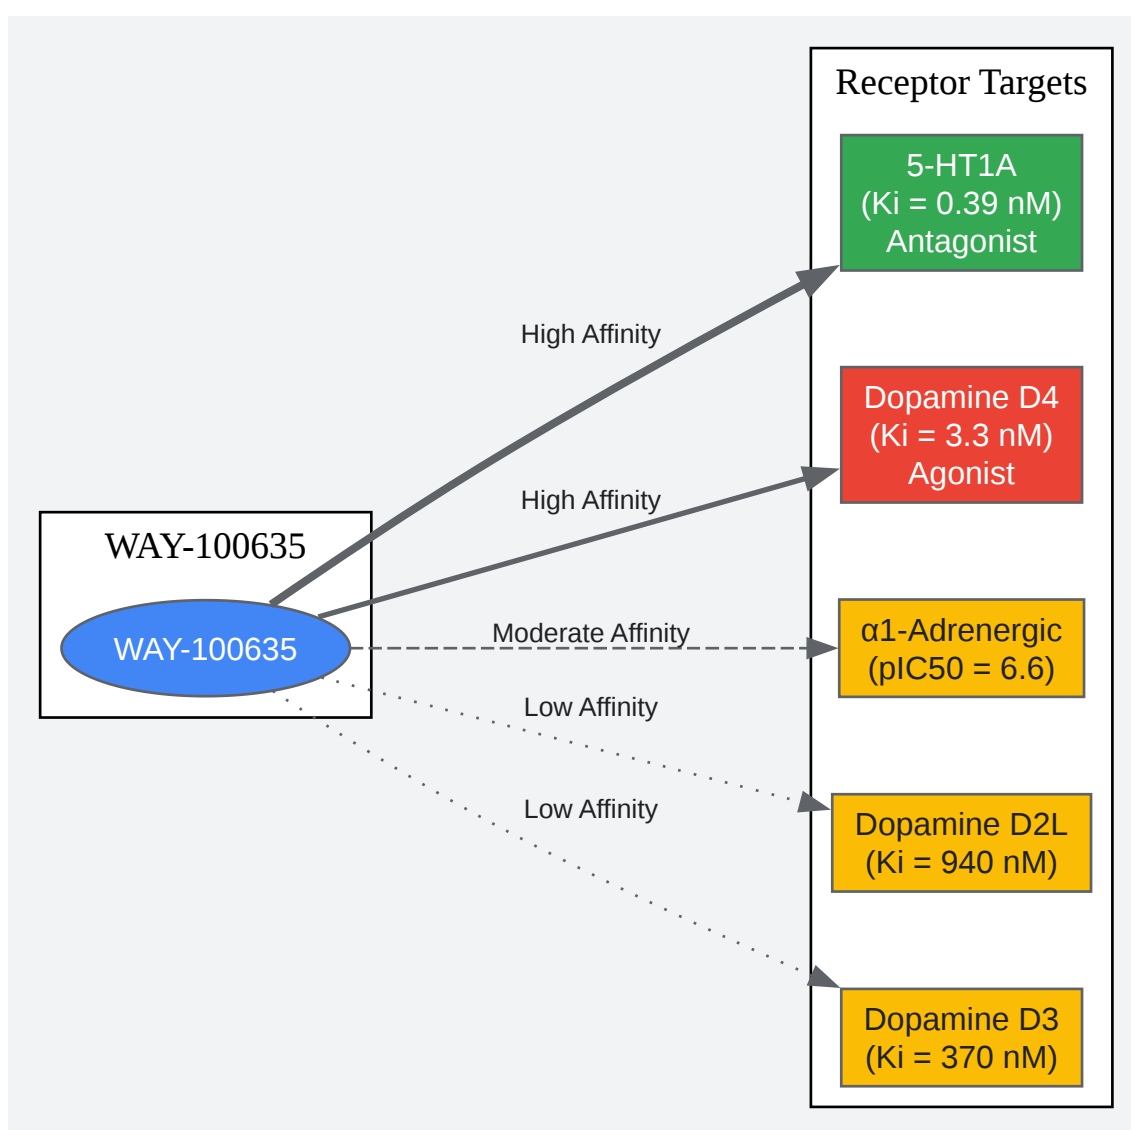 Receptor Targets
5-HT1A
(Ki = 0.39 nM)
Antagonist
High Affinity
Dopamine D4
(Ki = 3.3 nM)
Agonist
High Affinity
WAY-100635
WAY-100635
Moderate Affinity
α1-Adrenergic
(pIC50 = 6.6)
Low Affinity
Dopamine D2L
(Ki = 940 nM)
Low Affinity
Dopamine D3
(Ki = 370 nM)